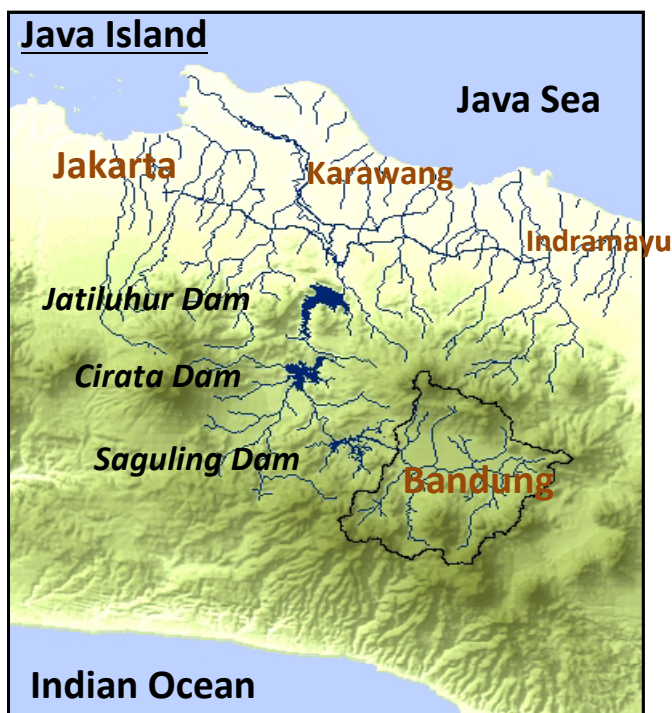 Java Island
Java Sea
Jakarta
Karawang
Indramayu
Jatiluhur Dam
Cirata Dam
Saguling Dam
Bandung
Indian Ocean